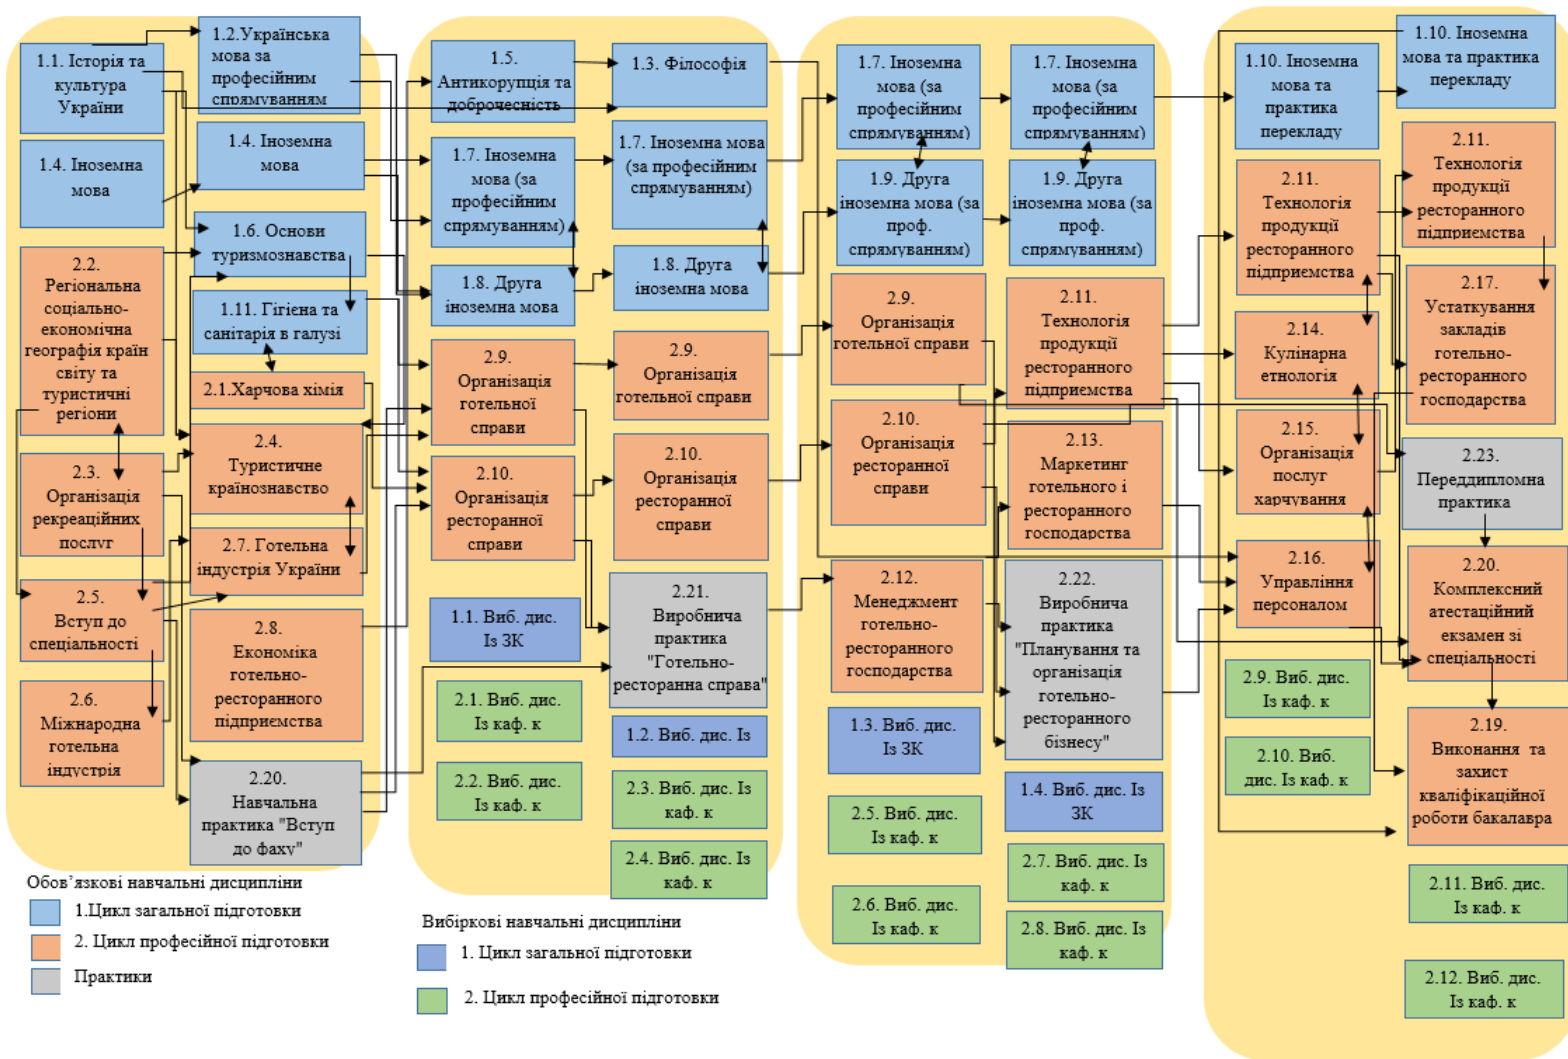 1.1. Історія та
культура
України
1.4. Іноземна
мова
2.2.
Регіональна
соціально-
економічна
географія країн
світу та
туристичні
регіони
2.3.
Організація
рекреаційних
послуг
2.5.
Вступ до
спеціальності
2.6.
Міжнародна
готельна
індустрія
1.2.Українська
мова за
професійним
спрямуванням
1.4. Іноземна
мова
1.6. Основи
туризмознавства
1.11. Гігієна та
санітарія в галузі
2.1.Харчова хімія
2.4.
Туристичне
країнознавство
2.7. Готельна
індустрія України
2.8.
Економіка
готельно-
ресторанного
підприємства
2.20.
Навчальна
практика "Вступ
до фаху"
1.5.
Антикорупція та
доброчесність
1.7. Іноземна
мова (за
професійним
спрямуванням)
1.8. Друга
іноземна мова
2.9.
Організація
готельної
справи
2.10.
Організація
ресторанної
справи
1.1. Виб. дис.
Із ЗК
2.1. Виб. дис.
Із каф. к
2.2. Виб. дис.
Із каф. к
1.3. Філософія
1.7. Іноземна мова
(за професійним
спрямуванням)
1.8. Друга
іноземна мова
2.9.
Організація
готельної справи
2.10.
Організація
ресторанної
справи
2.21.
Виробнича
практика
"Готельно-
ресторанна справа"
1.2. Виб. дис. Із
2.3. Виб. дис. Із
каф. к
2.4. Виб. дис. Із
каф. к
1.7. Іноземна
мова (за
професійним
спрямуванням)
1.9. Друга
іноземна мова (за
проф.
спрямуванням)
2.9.
Організація
готельної справи
2.10.
Організація
ресторанної
справи
2.12.
Менеджмент
готельно-
ресторанного
господарства
1.3. Виб. дис.
Із ЗК
2.5. Виб. дис.
Із каф. к
2.6. Виб. дис.
Із каф. к
1.7. Іноземна
мова (за
професійним
спрямуванням)
1.9. Друга
іноземна мова (за
проф.
спрямуванням)
2.11.
Технологія
продукції
ресторанного
підприємства
2.13.
Маркетинг
готельного і
ресторанного
господарства
2.22.
Виробнича
практика
"Планування та
організація
готельно-
ресторанного
бізнесу"
1.4. Виб. дис. Із
ЗК
2.7. Виб. дис. Із
каф. к
2.8. Виб. дис. Із
каф. к
1.10. Іноземна
мова та
практика
перекладу
2.11.
Технологія
продукції
ресторанного
підприємства
2.14.
Кулінарна
етнологія
2.15.
Організація
послуг
харчування
2.16.
Управління
персоналом
2.9. Виб. дис.
Із каф. к
2.10. Виб.
дис. Із каф. к
1.10. Іноземна
мова та практика
перекладу
2.11.
Технологія
продукції
ресторанного
підприємства
2.17.
Устаткування
закладів
готельно-
ресторанного
господарства
2.23.
Переддипломна
практика
2.20.
Комплексний
атестаційний
екзамен зі
спеціальності
2.19.
Виконання та
захист
кваліфікаційної
роботи бакалавра
2.11. Виб. дис.
Із каф. к
2.12. Виб. дис.
Із каф. к
Обов’язкові навчальні дисципліни
1.Цикл загальної підготовки
2. Цикл професійної підготовки
Практики
Вибіркові навчальні дисципліни
1. Цикл загальної підготовки
2. Цикл професійної підготовки